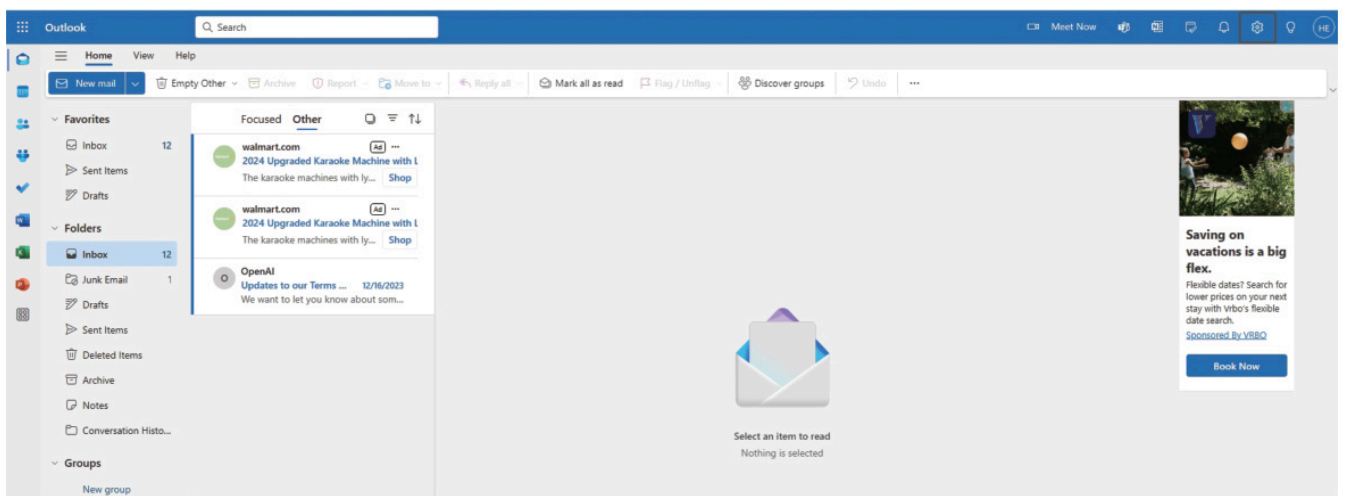 Outlook
Search
Meet Now
HE
Home View Help
New mail
Empty Other
Archive
Report
Move to
Reply all
Mark all as read
Flag / Unflag
Discover groups
Undo
Favorites
Inbox 12
Sent Items
Drafts
Folders
Inbox 12
Junk Email 1
Drafts
Sent Items
Deleted Items
Archive
Notes
Conversation Histo...
Groups
New group
Focused Other
walmart.com Ad
2024 Upgraded Karaoke Machine with L
The karaoke machines with ly... Shop
walmart.com Ad
2024 Upgraded Karaoke Machine with L
The karaoke machines with ly... Shop
O
OpenAI
Updates to our Terms ... 12/16/2023
We want to let you know about som...
Select an item to read
Nothing is selected
V
Saving on
vacations is a big
flex.
Flexible dates? Search for
lower prices on your next
stay with Vrbo's flexible
date search.
Sponsored By VRBO
Book Now